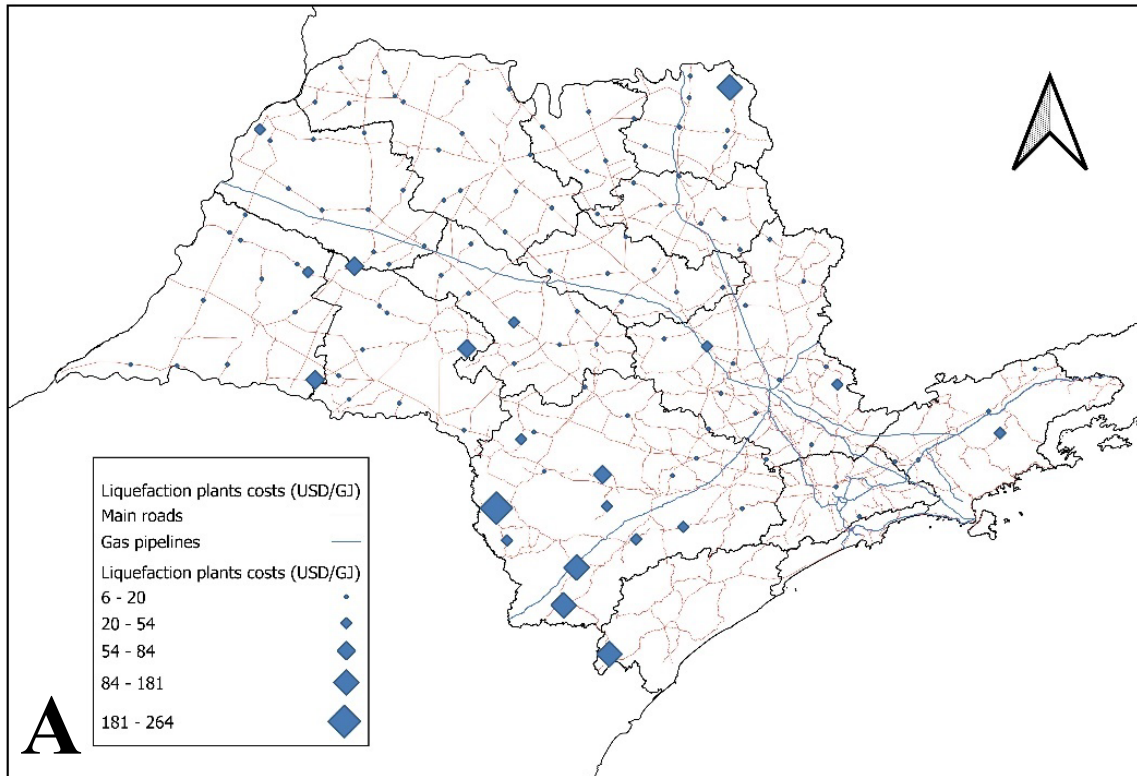 Liquefaction plants costs (USD/GJ)
Main roads
Gas pipelines
Liquefaction plants costs (USD/GJ)
6 - 20
20 - 54
54 - 84
84 - 181
181 - 264
A